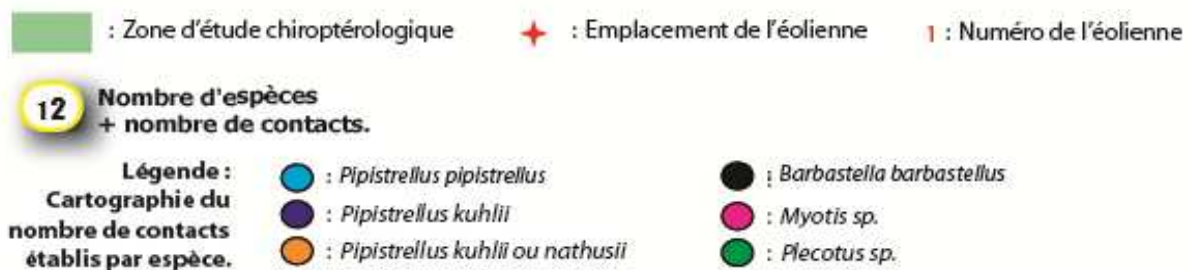 : Zone d'étude chiroptérologique : Emplacement de l'éolienne 1 : Numéro de l'éolienne
12 Nombre d'espèces
+ nombre de contacts.
Légende :
Cartographie du
nombre de contacts
établis par espèce.
: Pipistrellus pipistrellus
: Pipistrellus kuhlii
: Pipistrellus kuhlii ou nathusii
: Barbastella barbastellus
: Myotis sp.
: Plecotus sp.